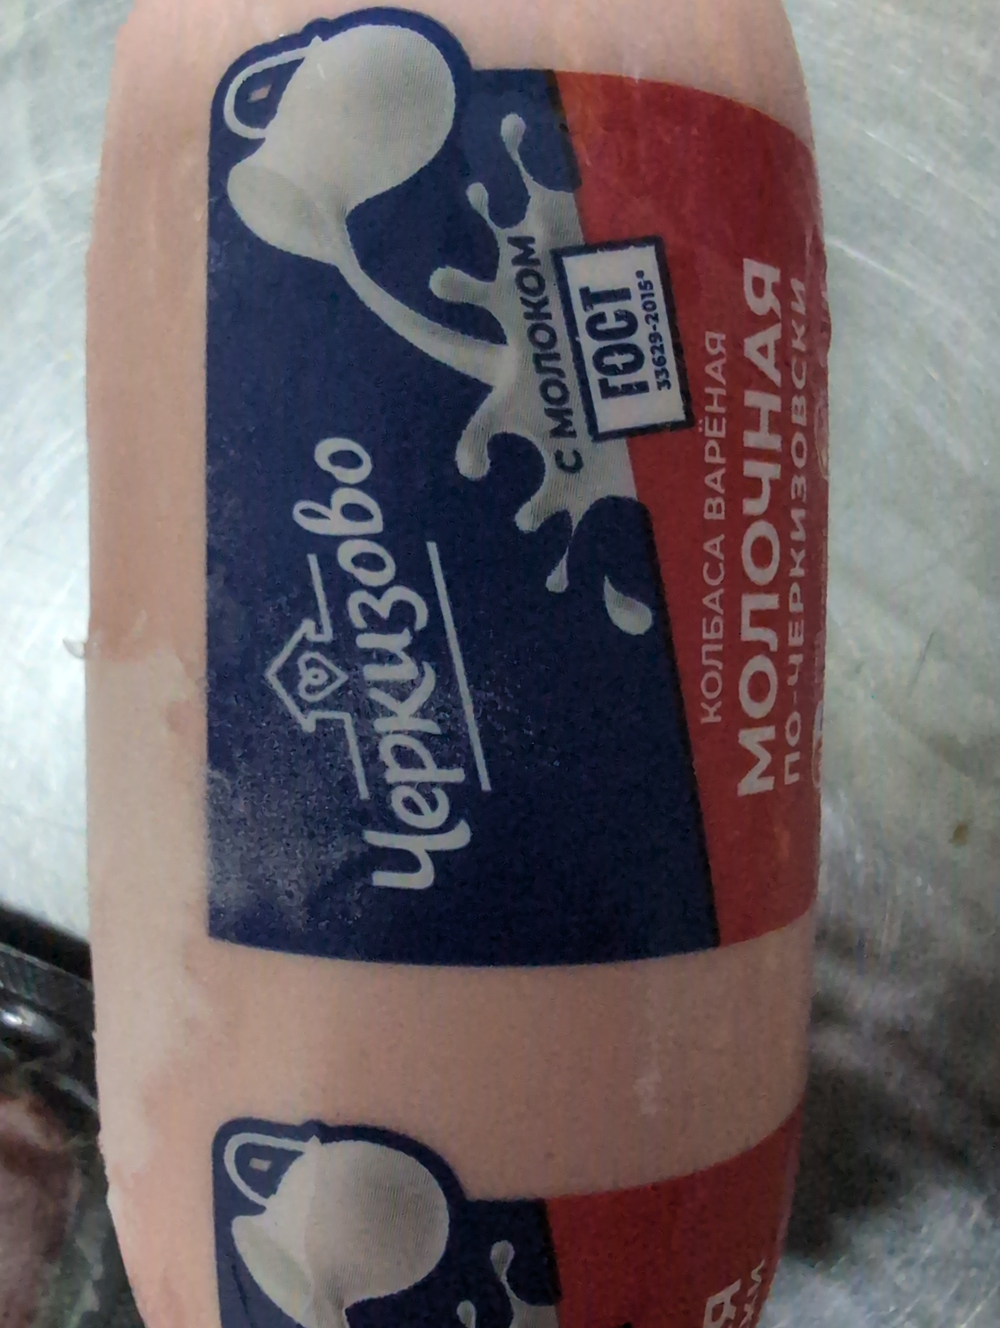 Черкизово
С МОЛОКОМ
ГОСТ
33629-2015*
КОЛБАСА ВАРЁНАЯ
МОЛОЧНАЯ
ПО-ЧЕРКИЗОВСКИ